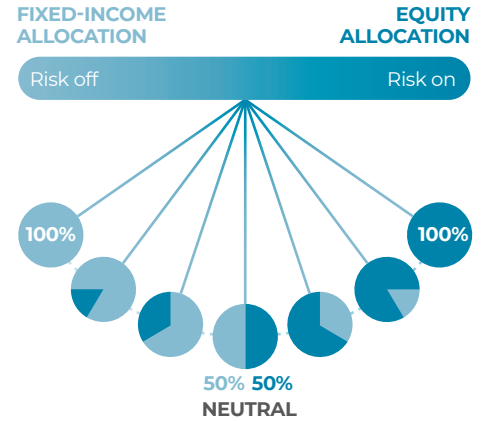 FIXED-INCOME
ALLOCATION
EQUITY
ALLOCATION
Risk off
Risk on
100%
100%
50% 50%
NEUTRAL